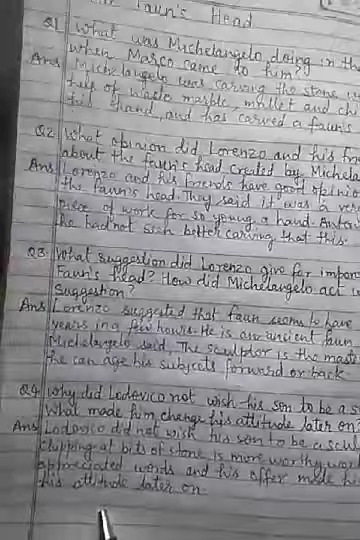 Faun's Head
Q1 What was Michelangelo doing in the
when Marco came to him?
Ans Michelangelo was carving the stone
help of waste marble, mallet and chi
his hand, and has carved a faun's
Q2 What opinion did Lorenzo and his fri
about the faun's head created by Michela
Ans Lorenzo and his friends have good opini
the faun's head. They said it was a ver
piece of work for so young a hand.
he had not seen better carving that this.
Q3 What suggestion did Lorenzo give for impro
Faun's head? How did Michelangelo act
suggestion?
Ans Lorenzo suggested that faun seems to have
years in a few hours. He is an ancient faun
Michelangelo said, The sculptor is the maste
he can age his subjects forward or back
Q4 Why did Lodovico not wish his son to be a s
What made him change his attitude later on?
Ans Lodovico did not wish his son to be a scul
chipping at bits of stone is more worthy wor
appreciated words and his offer made hi
his attitude later on